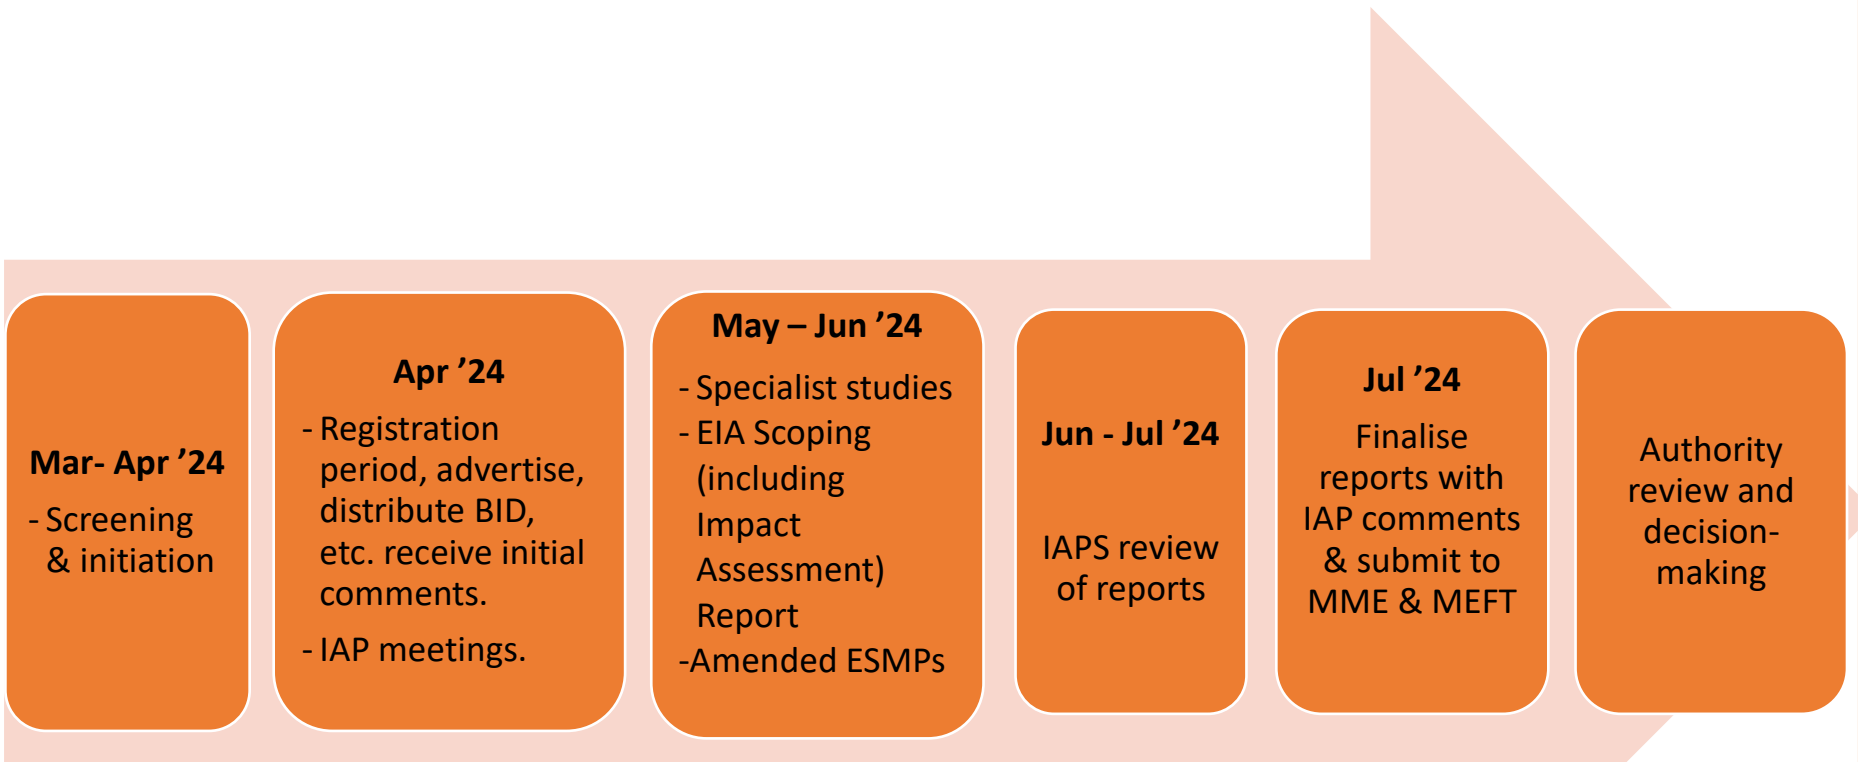 Mar- Apr ’24
- Screening
& initiation
Apr ’24
- Registration
period, advertise,
distribute BID,
etc. receive initial
comments.
- IAP meetings.
May – Jun ’24
- Specialist studies
- EIA Scoping
(including
Impact
Assessment)
Report
-Amended ESMPs
Jun - Jul ’24
IAPS review
of reports
Jul ’24
Finalise
reports with
IAP comments
& submit to
MME & MEFT
Authority
review and
decision-
making